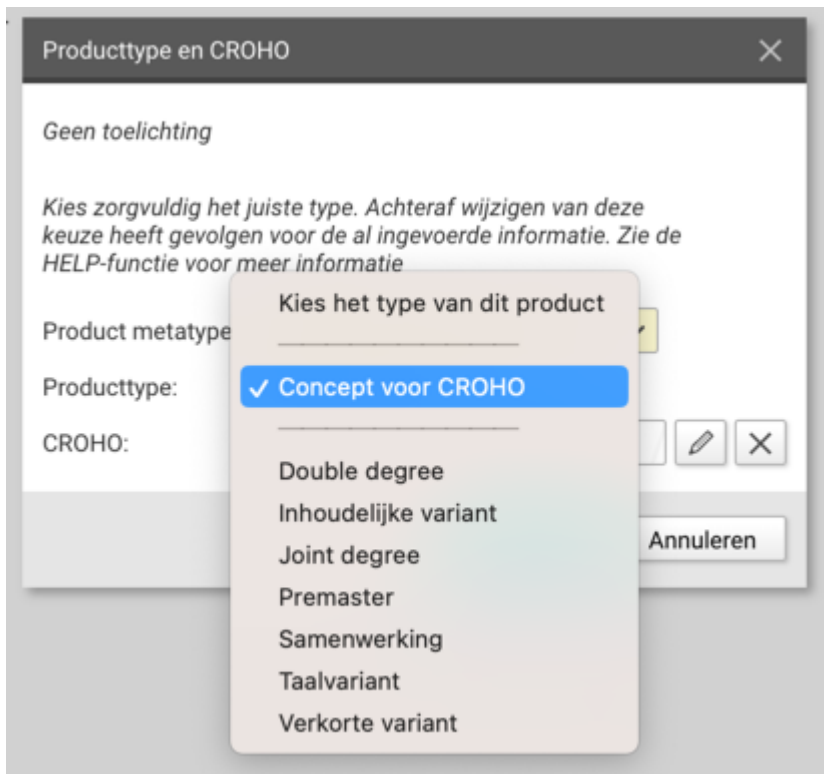 Producttype en CROHO
Geen toelichting
Kies zorgvuldig het juiste type. Achteraf wijzigen van deze
keuze heeft gevolgen voor de al ingevoerde informatie. Zie de
HELP-functie voor meer informatie
Kies het type van dit product
Product metatype
Producttype:
Concept voor CROHO
CROHO:
Double degree
Inhoudelijke variant
Joint degree
Annuleren
Premaster
Samenwerking
Taalvariant
Verkorte variant